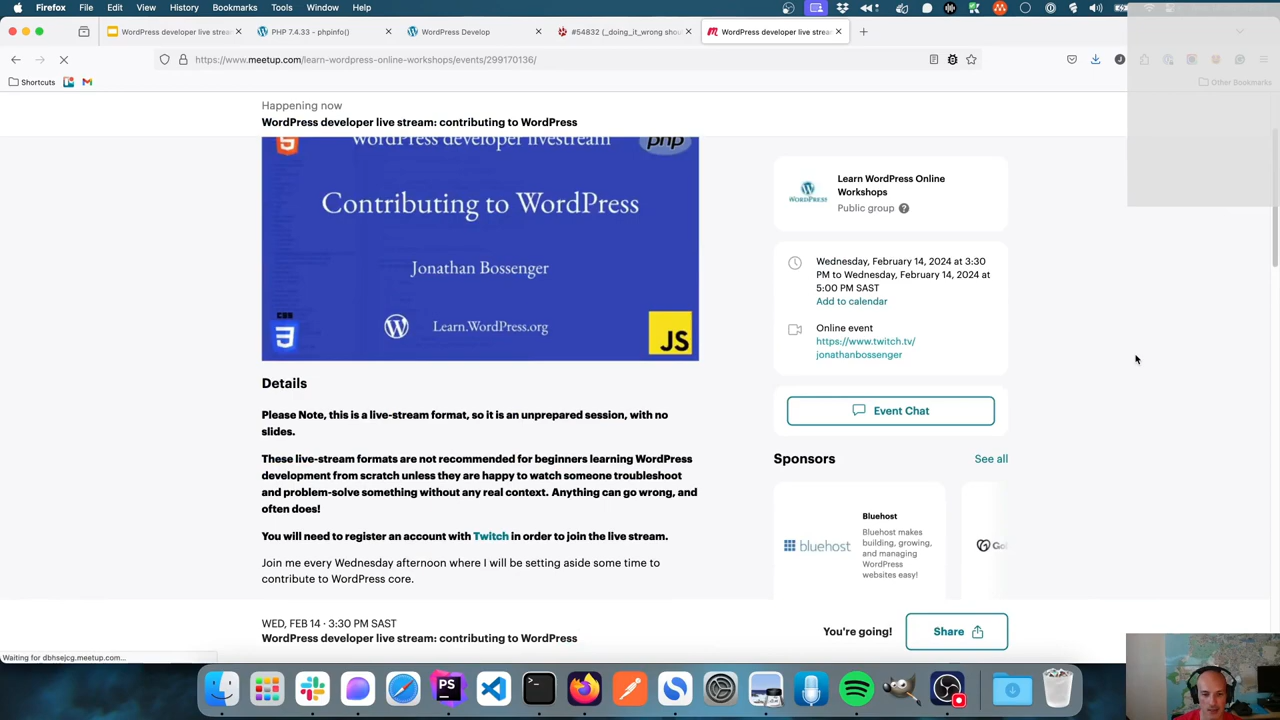 Firefox File Edit View History Bookmarks Tools Window Help
WordPress developer live strea
PHP 7.4.33 - phpinfo()
WordPress Develop
#54832 (_doing_it_wrong shou
WordPress developer live strea
https://www.meetup.com/learn-wordpress-online-workshops/events/299170136/
Shortcuts
Other Bookmarks
Happening now
WordPress developer live stream: contributing to WordPress
WordPress developer livestream
php
Contributing to WordPress
Jonathan Bossenger
Learn.WordPress.org
JS
Details
Please Note, this is a live-stream format, so it is an unprepared session, with no
slides.
These live-stream formats are not recommended for beginners learning WordPress
development from scratch unless they are happy to watch someone troubleshoot
and problem-solve something without any real context. Anything can go wrong, and
often does!
You will need to register an account with Twitch in order to join the live stream.
Join me every Wednesday afternoon where I will be setting aside some time to
contribute to WordPress core.
WORDPRESS
Learn WordPress Online
Workshops
Public group
Wednesday, February 14, 2024 at 3:30
PM to Wednesday, February 14, 2024 at
5:00 PM SAST
Add to calendar
Online event
https://www.twitch.tv/
jonathanbossenger
Event Chat
Sponsors
See all
bluehost
Bluehost
Bluehost makes
building, growing,
and managing
WordPress
websites easy!
WED, FEB 14 · 3:30 PM SAST
WordPress developer live stream: contributing to WordPress
You're going!
Share
Waiting for dbhsejcg.meetup.com...
PS